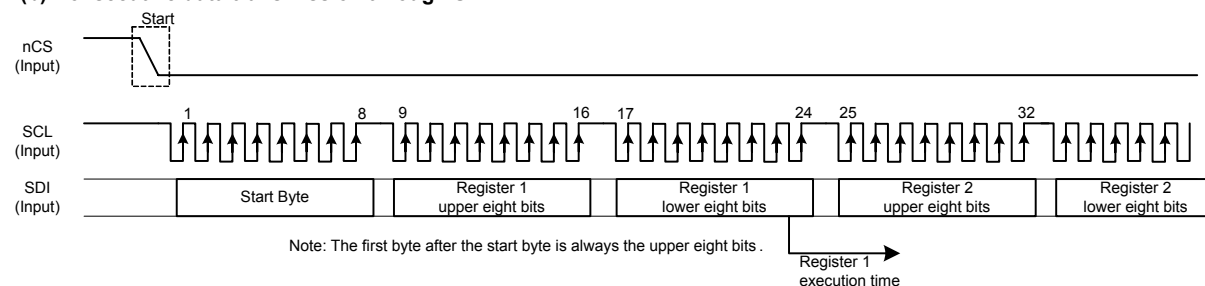 Start
nCS
(Input)
1 8 9 16 17 24 25 32
SCL
(Input)
SDI
(Input)
Start Byte
Register 1
upper eight bits
Register 1
lower eight bits
Register 2
upper eight bits
Register 2
lower eight bits
Note: The first byte after the start byte is always the upper eight bits .
Register 1
execution time